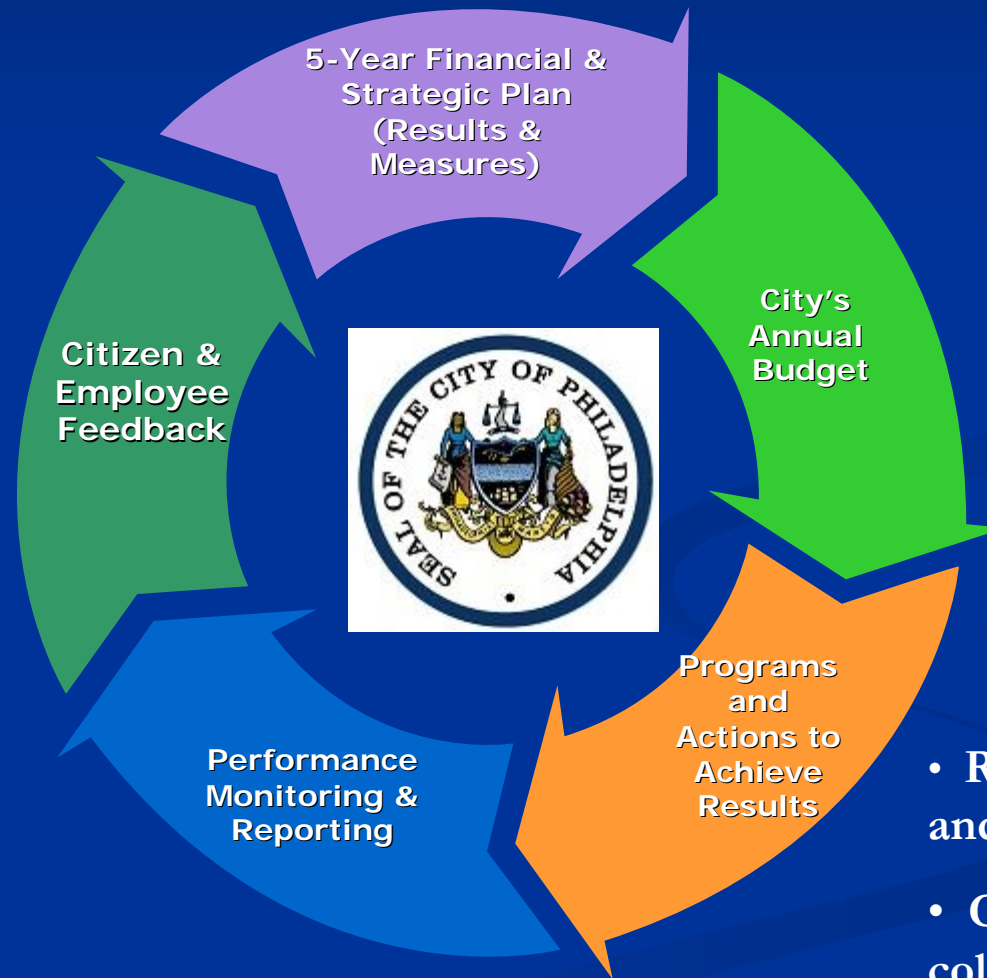 5-Year Financial &
Strategic Plan
(Results &
Measures)
City's
Annual
Budget
Citizen &
Employee
Feedback
SEAL OF THE CITY OF PHILADELPHIA
Programs
and
Actions to
Achieve
Results
Performance
Monitoring &
Reporting
•
•